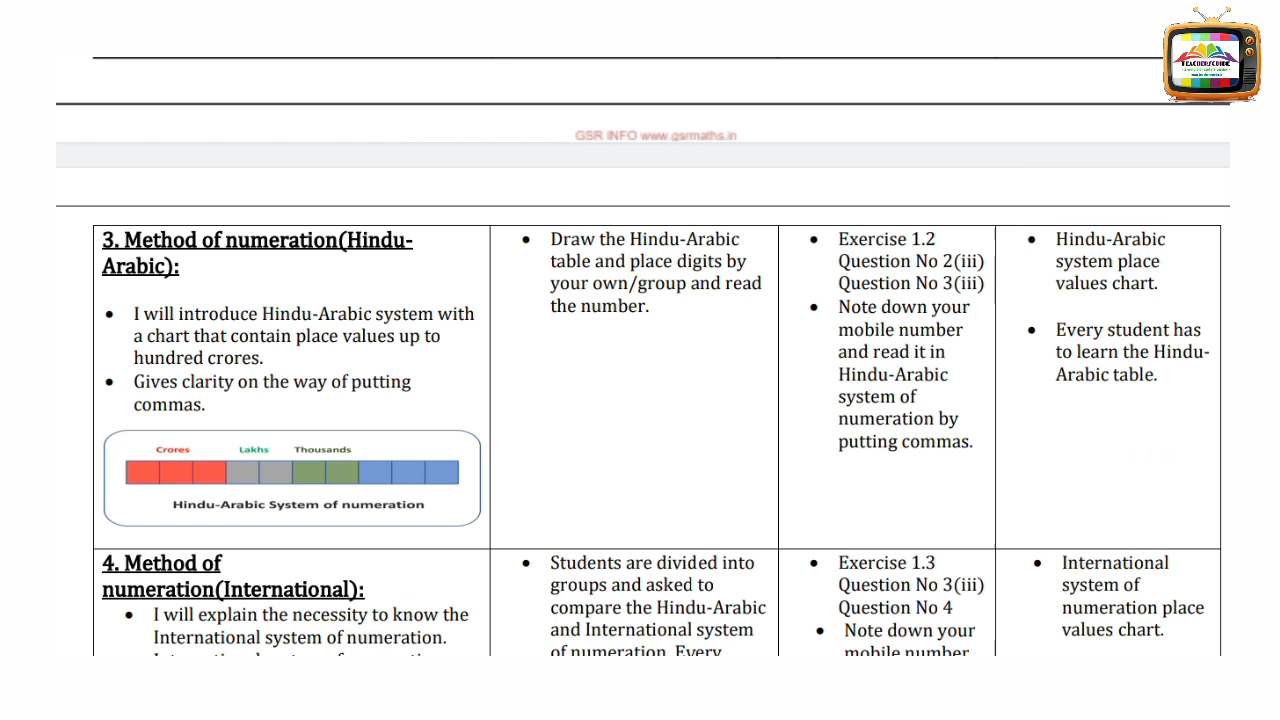 TEACHERS GUIDE
GSR INFO www.gsrmaths.in
3. Method of numeration(Hindu-
Arabic):
• I will introduce Hindu-Arabic system with
a chart that contain place values up to
hundred crores.
• Gives clarity on the way of putting
commas.
Crores Lakhs Thousands
Hindu-Arabic System of numeration
• Draw the Hindu-Arabic
table and place digits by
your own/group and read
the number.
• Exercise 1.2
Question No 2(iii)
Question No 3(iii)
• Note down your
mobile number
and read it in
Hindu-Arabic
system of
numeration by
putting commas.
• Hindu-Arabic
system place
values chart.
• Every student has
to learn the Hindu-
Arabic table.
4. Method of
numeration(International):
• I will explain the necessity to know the
International system of numeration.
• Students are divided into
groups and asked to
compare the Hindu-Arabic
and International system
of numeration. Every
• Exercise 1.3
Question No 3(iii)
Question No 4
• Note down your
mobile number
• International
system of
numeration place
values chart.